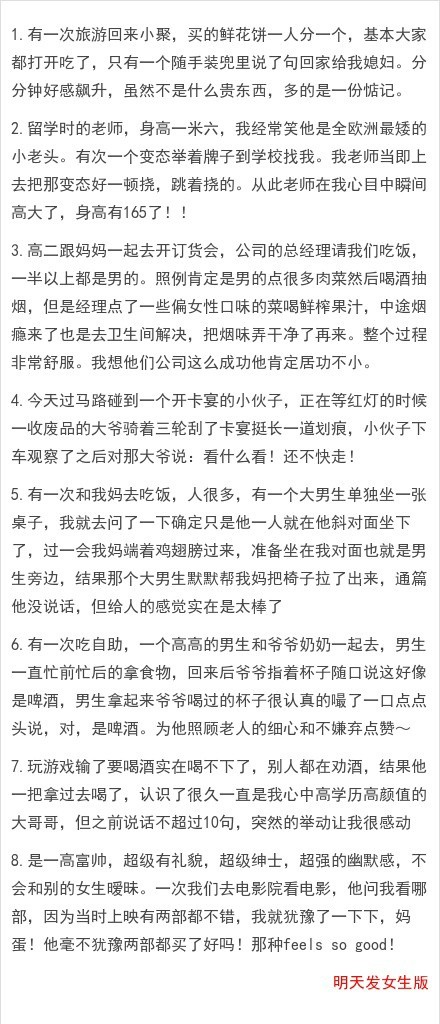 1. 有一次旅游回来小聚，买的鲜花饼一人分一个，基本大家
都打开吃了，只有一个随手装兜里说了句回家给我媳妇。分
分钟好感飙升，虽然不是什么贵东西，多的是一份惦记。
2. 留学时的老师，身高一米六，我经常笑他是全欧洲最矮的
小老头。有次一个变态举着牌子到学校找我。我老师当即上
去把那变态好一顿挠，跳着挠的。从此老师在我心目中瞬间
高大了，身高有165了！！
3. 高二跟妈妈一起去开订货会，公司的总经理请我们吃饭，
一半以上都是男的。照例肯定是男的点很多肉菜然后喝酒抽
烟，但是经理点了一些偏女性口味的菜喝鲜榨果汁，中途烟
瘾来了也是去卫生间解决，把烟味弄干净了再来。整个过程
非常舒服。我想他们公司这么成功他肯定居功不小。
4. 今天过马路碰到一个开卡宴的小伙子，正在等红灯的时候
一收废品的大爷骑着三轮刮了卡宴挺长一道划痕，小伙子下
车观察了之后对那大爷说：看什么看！还不快走！
5. 有一次和我妈去吃饭，人很多，有一个大男生单独坐一张
桌子，我就去问了一下确定只是他一人就在他斜对面坐下
了，过一会我妈端着鸡翅膀过来，准备坐在我对面也就是男
生旁边，结果那个大男生默默帮我妈把椅子拉了出来，通篇
他没说话，但给人的感觉实在是太棒了
6. 有一次吃自助，一个高高的男生和爷爷奶奶一起去，男生
一直忙前忙后的拿食物，回来后爷爷指着杯子随口说这好像
是啤酒，男生拿起来爷爷喝过的杯子很认真的嘬了一口点点
头说，对，是啤酒。为他照顾老人的细心和不嫌弃点赞～
7. 玩游戏输了要喝酒实在喝不下了，别人都在劝酒，结果他
一把拿过去喝了，认识了很久一直是我心中高学历高颜值的
大哥哥，但之前说话不超过10句，突然的举动让我很感动
8. 是一高富帅，超级有礼貌，超级绅士，超强的幽默感，不
会和别的女生暧昧。一次我们去电影院看电影，他问我看哪
部，因为当时上映有两部都不错，我就犹豫了一下下，妈
蛋！他毫不犹豫两部都买了好吗！那种feels so good！
明天发女生版